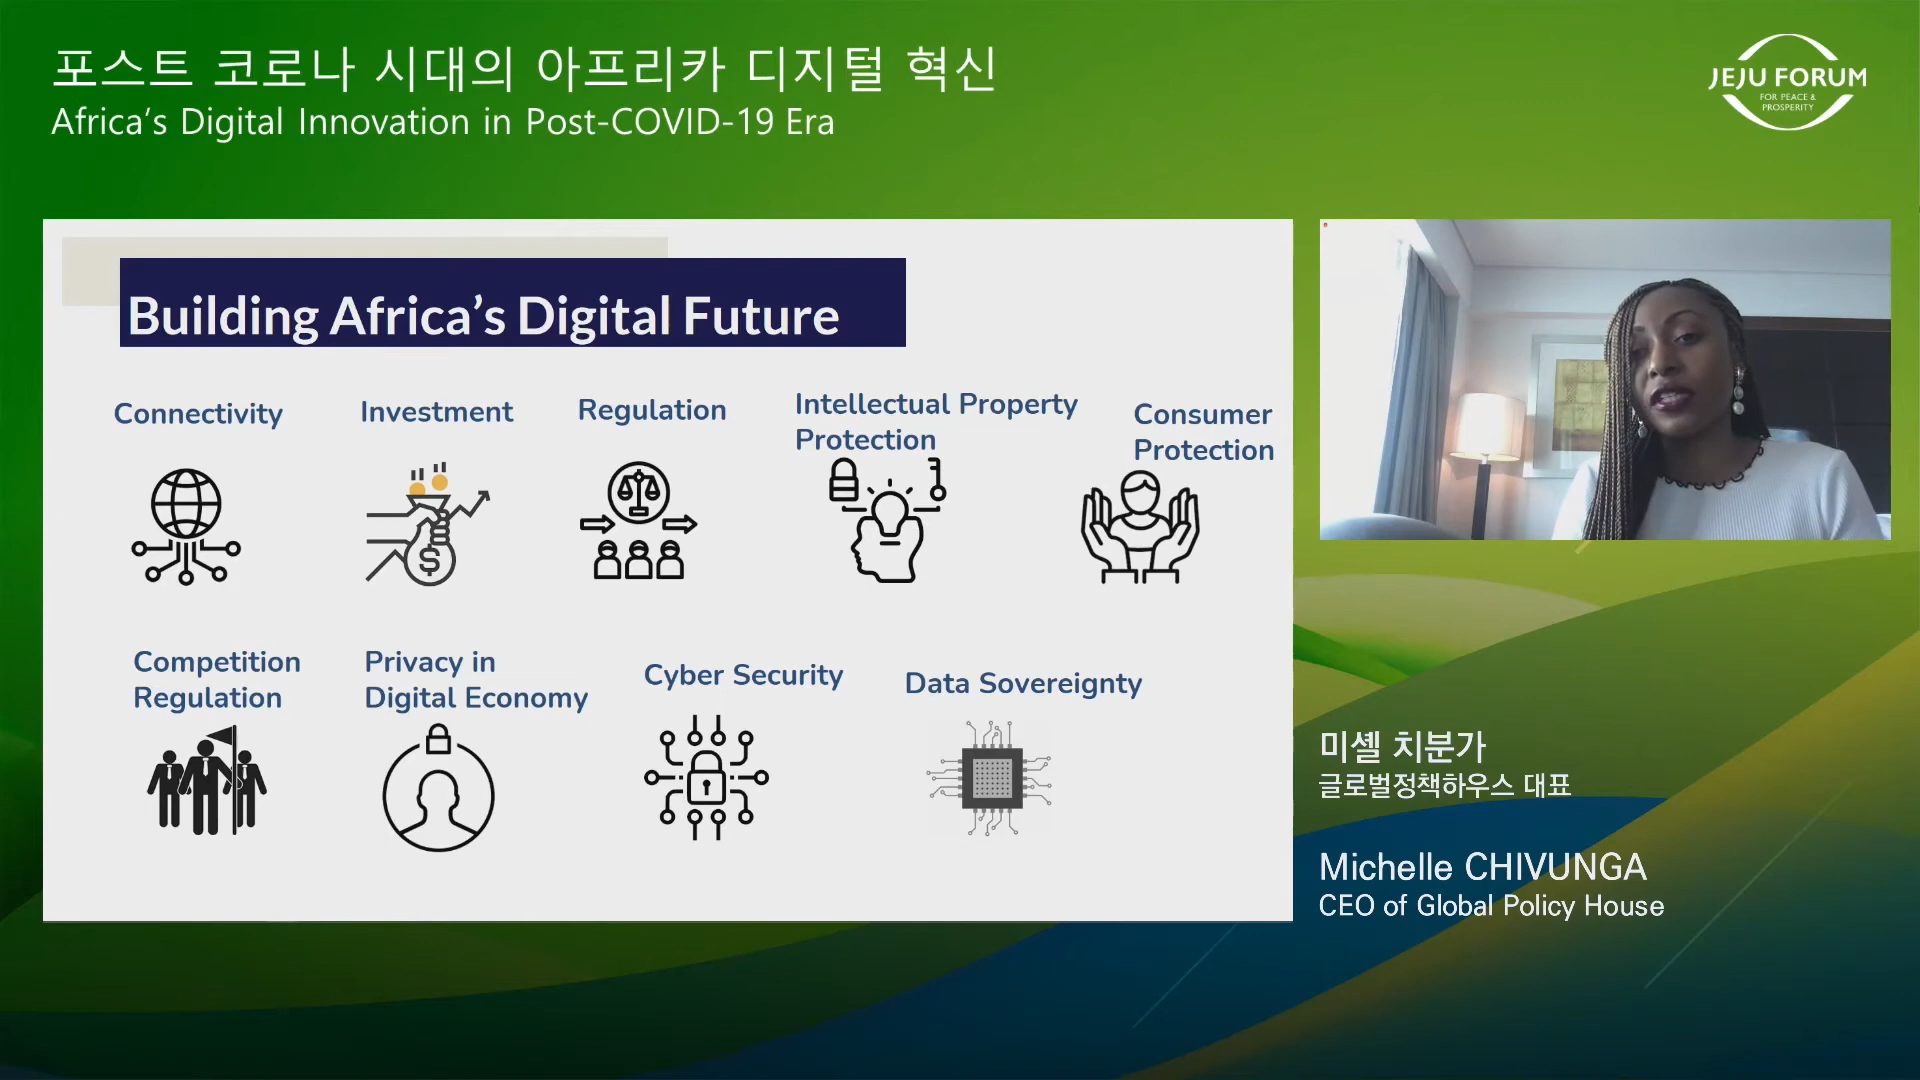 포스트 코로나 시대의 아프리카 디지털 혁신
Africa's Digital Innovation in Post-COVID-19 Era
JEJU FORUM
FOR PEACE &
PROSPERITY
Building Africa's Digital Future
Connectivity
Investment
Regulation
Intellectual Property
Protection
Consumer
Protection
Competition
Regulation
Privacy in
Digital Economy
Cyber Security
Data Sovereignty
미셸 치분가
글로벌정책하우스 대표
Michelle CHIVUNGA
CEO of Global Policy House